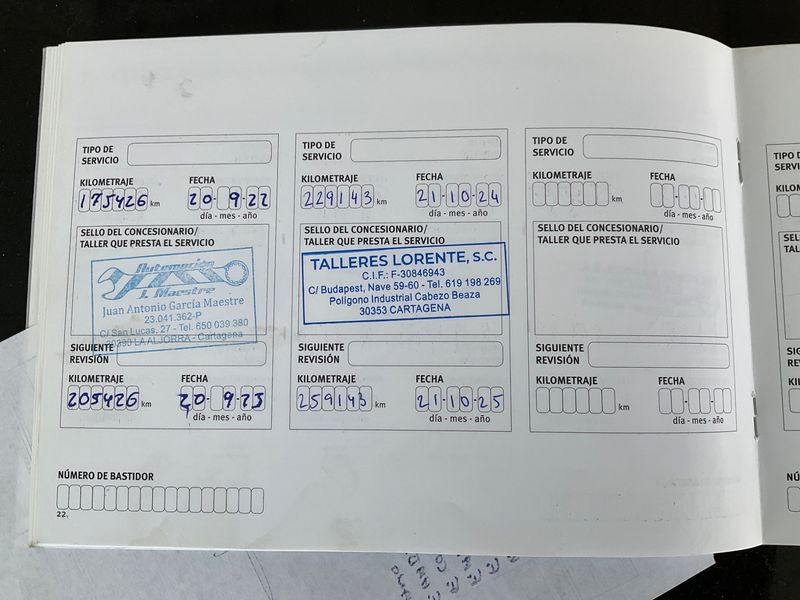 TIPO DE
SERVICIO
KILOMETRAJE FECHA
175426 km 20-9-22
día - mes - año
SELLO DEL CONCESIONARIO/
TALLER QUE PRESTA EL SERVICIO
Automoción
J. Maestre
Juan Antonio García Maestre
23.041.362-P
C/ San Lucas, 27 - Tel. 650 039 380
30390 LA ALJORRA - Cartagena
SIGUIENTE
REVISIÓN
KILOMETRAJE FECHA
205426 km 20-9-23
día - mes - año
TIPO DE
SERVICIO
KILOMETRAJE FECHA
229143 km 21-10-24
día - mes - año
SELLO DEL CONCESIONARIO/
TALLER QUE PRESTA EL SERVICIO
TALLERES LORENTE, S.C.
C.I.F.: F-30846943
C/ Budapest, Nave 59-60 - Tel. 619 198 269
Polígono Industrial Cabezo Beaza
30353 CARTAGENA
SIGUIENTE
REVISIÓN
KILOMETRAJE FECHA
259143 km 21-10-25
día - mes - año
TIPO DE
SERVICIO
KILOMETRAJE FECHA
km
día - mes - año
SELLO DEL CONCESIONARIO/
TALLER QUE PRESTA EL SERVICIO
SIGUIENTE
REVISIÓN
KILOMETRAJE FECHA
km
día - mes - año
NÚMERO DE BASTIDOR
22.